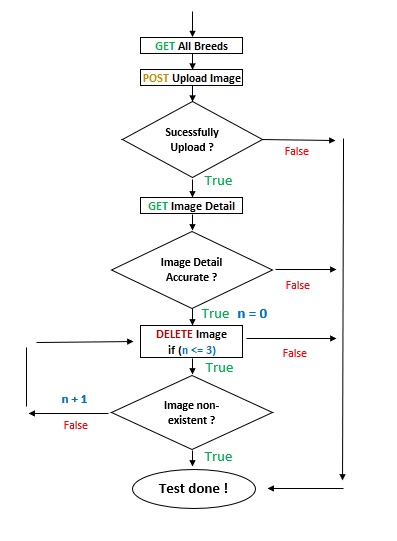 GET All Breeds
POST Upload Image
Sucessfully
Upload ?
False
True
GET Image Detail
Image Detail
Accurate ?
False
True n = 0
DELETE Image
if (n <= 3)
False
True
n + 1
Image non-
existent ?
False
True
Test done !